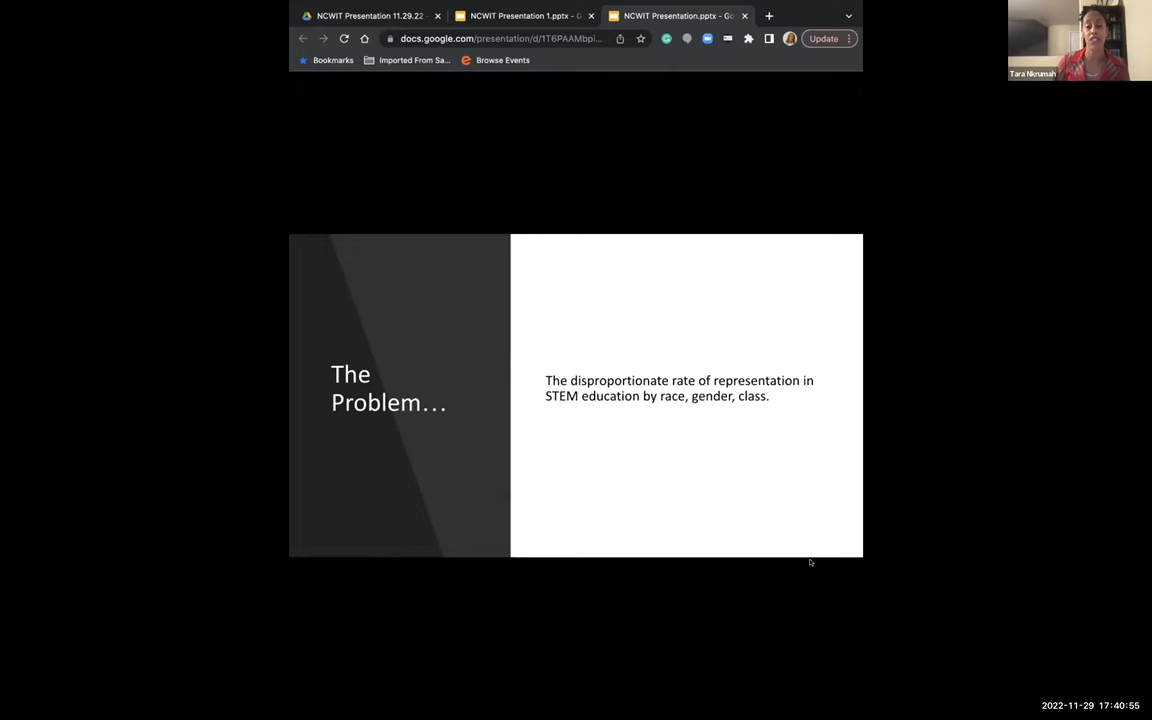 NCWIT Presentation 11.29.22
NCWIT Presentation 1.pptx - G
NCWIT Presentation.pptx - Go
docs.google.com/presentation/d/1T6PAAMbpi...
Update
Bookmarks
Imported From Sa...
Browse Events
Tara Nkrumah
The
Problem...
The disproportionate rate of representation in
STEM education by race, gender, class.
2022-11-29 17:40:55